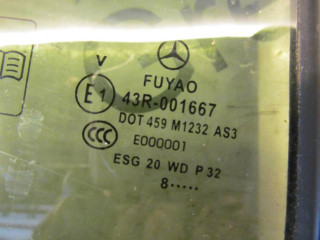 V
FUYAO
E1 43R-001667
DOT 459 M1232 AS3
CCC E000001
ESG 20 WD P 32
8·····